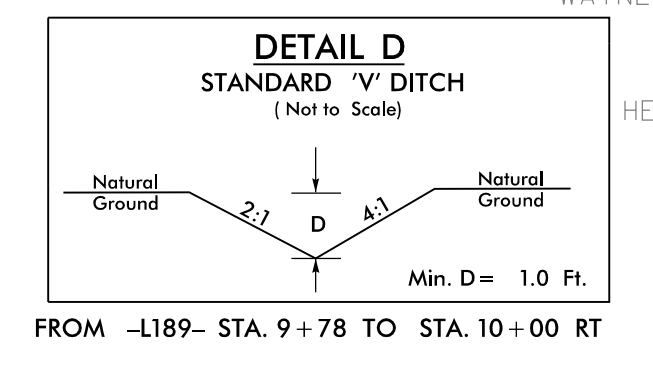 DETAIL D
STANDARD 'V' DITCH
( Not to Scale)
HE
Natural
Ground
2:1
D
4:1
Natural
Ground
Min. D = 1.0 Ft.
FROM -L189- STA. 9+78 TO STA. 10+00 RT